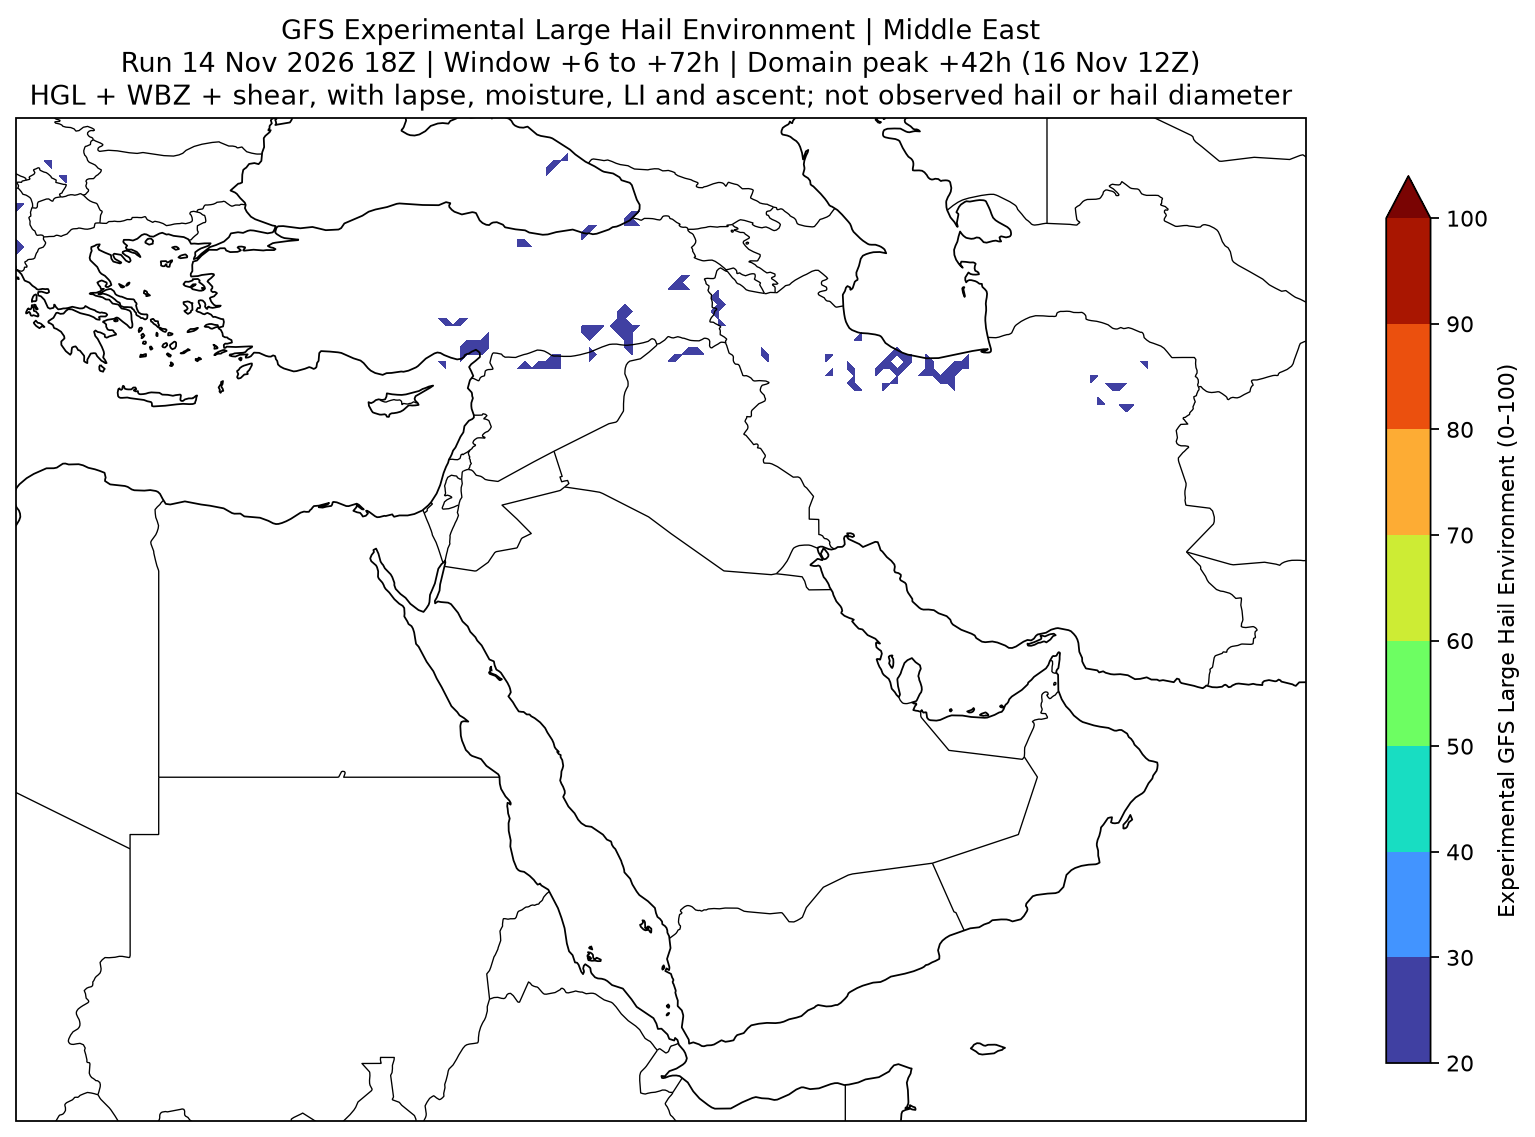 GFS Experimental Large Hail Environment | Middle East
Run 14 Nov 2026 18Z | Window +6 to +72h | Domain peak +42h (16 Nov 12Z)
HGL + WBZ + shear, with lapse, moisture, LI and ascent; not observed hail or hail diameter
100
90
80
70
60
50
40
30
20
Experimental GFS Large Hail Environment (0–100)